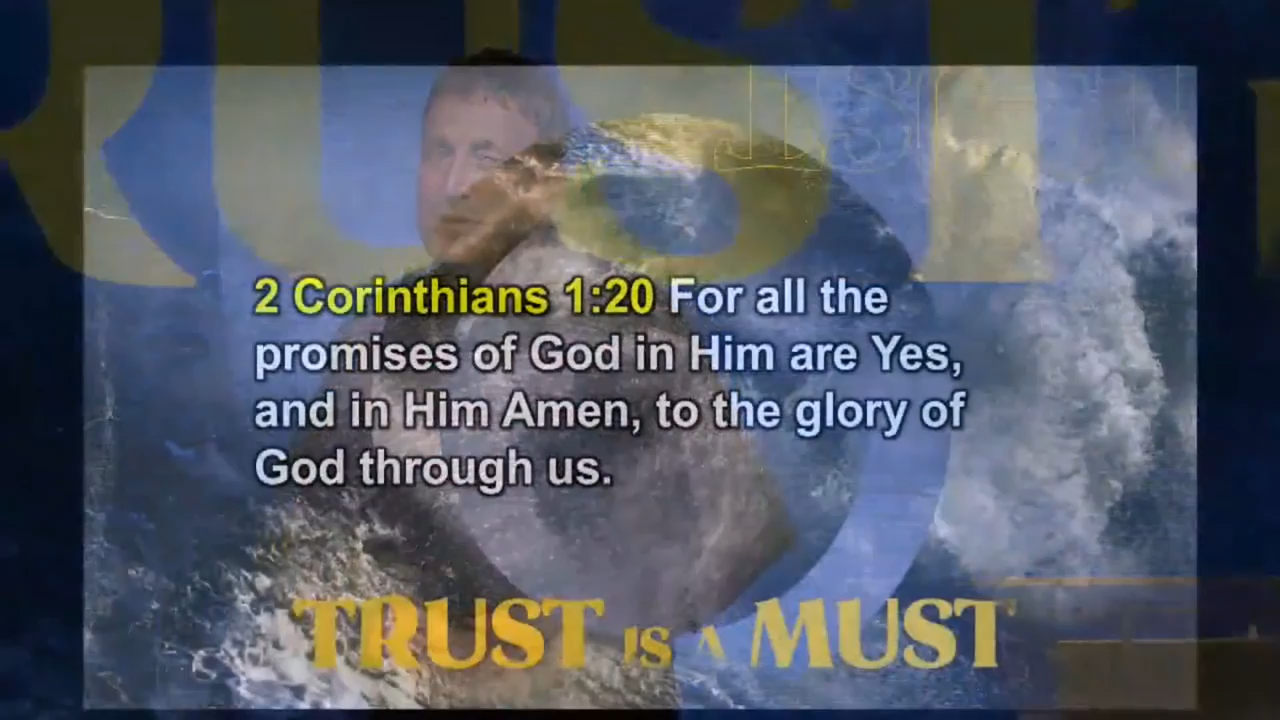 2 Corinthians 1:20 For all the
promises of God in Him are Yes,
and in Him Amen, to the glory of
God through us.
TRUST IS A MUST